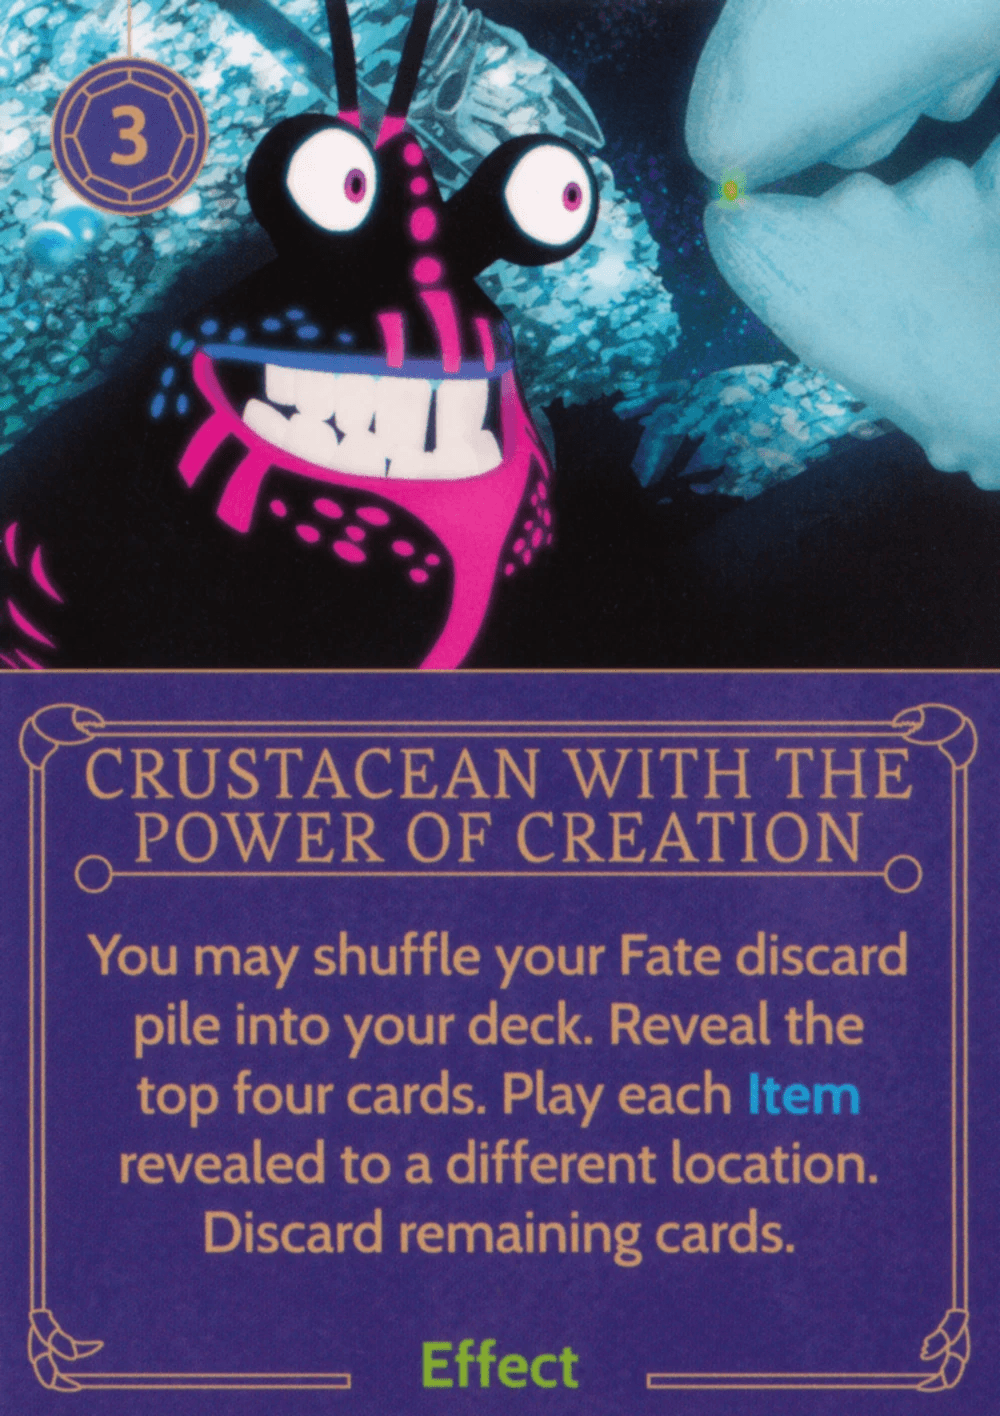 3
CRUSTACEAN WITH THE
POWER OF CREATION
You may shuffle your Fate discard
pile into your deck. Reveal the
top four cards. Play each Item
revealed to a different location.
Discard remaining cards.
Effect